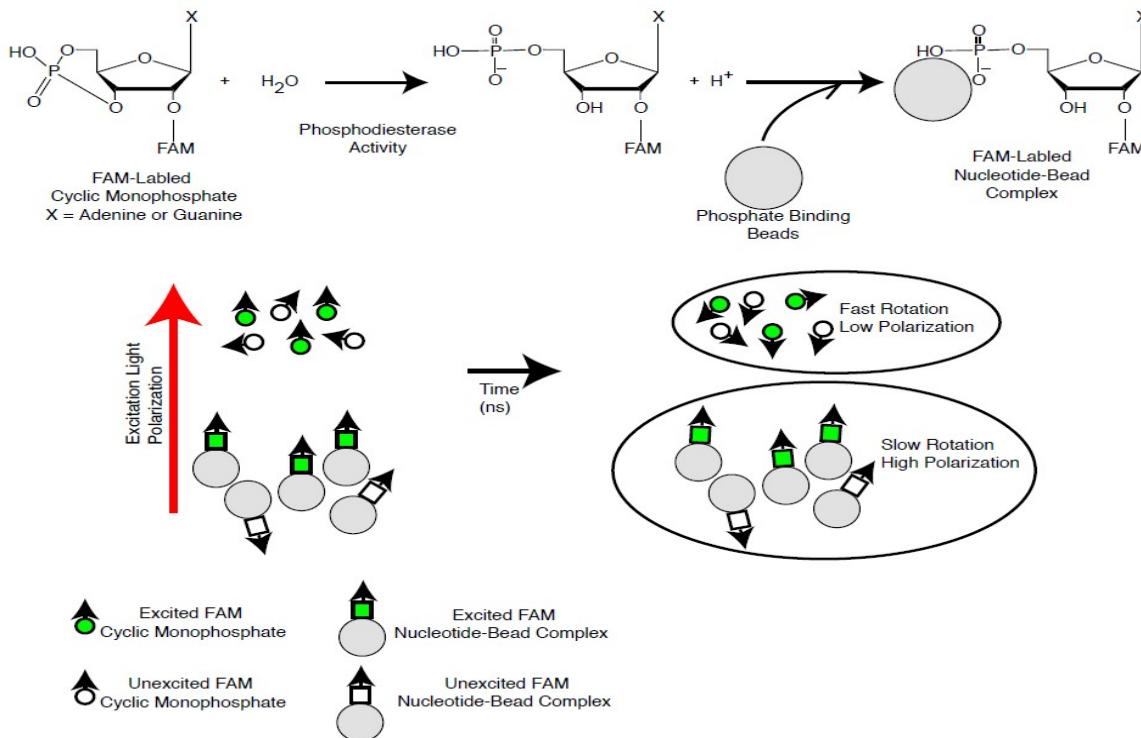 X
HO
O
P
O
O
O
O
FAM
+
H2O
Phosphodiesterase
Activity
FAM-Labled
Cyclic Monophosphate
X = Adenine or Guanine
X
O
HO
P
O
O
O-
OH
O
FAM
+ H+
Phosphate Binding
Beads
X
O
HO
P
O
O
O-
OH
O
FAM
FAM-Labled
Nucleotide-Bead
Complex
Excitation Light
Polarization
Time
(ns)
Fast Rotation
Low Polarization
Slow Rotation
High Polarization
Excited FAM
Cyclic Monophosphate
Excited FAM
Nucleotide-Bead Complex
Unexcited FAM
Cyclic Monophosphate
Unexcited FAM
Nucleotide-Bead Complex